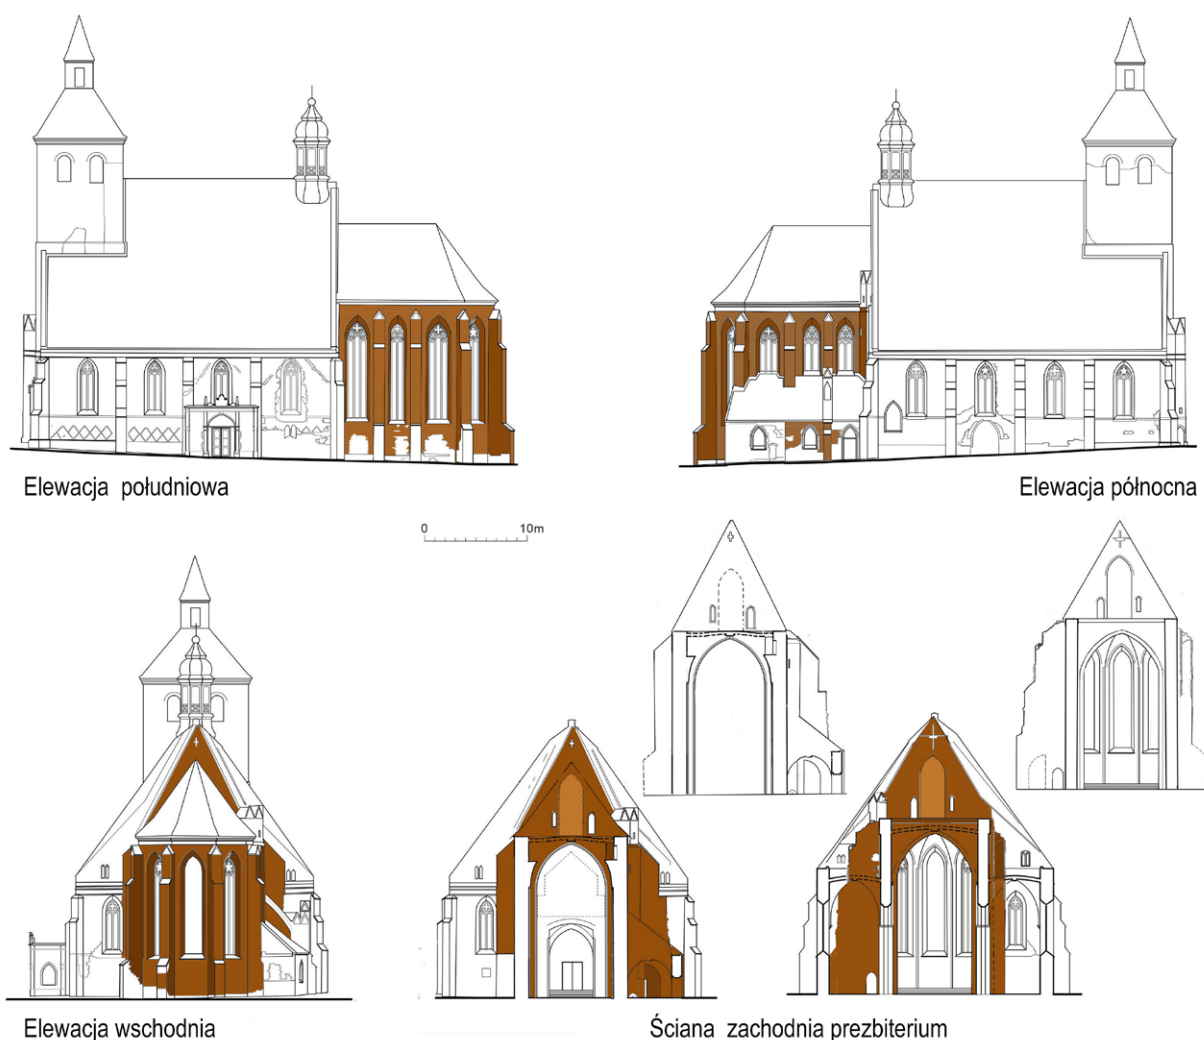 Elewacja południowa
Elewacja północna
0 10m
Elewacja wschodnia
Ściana zachodnia prezbiterium